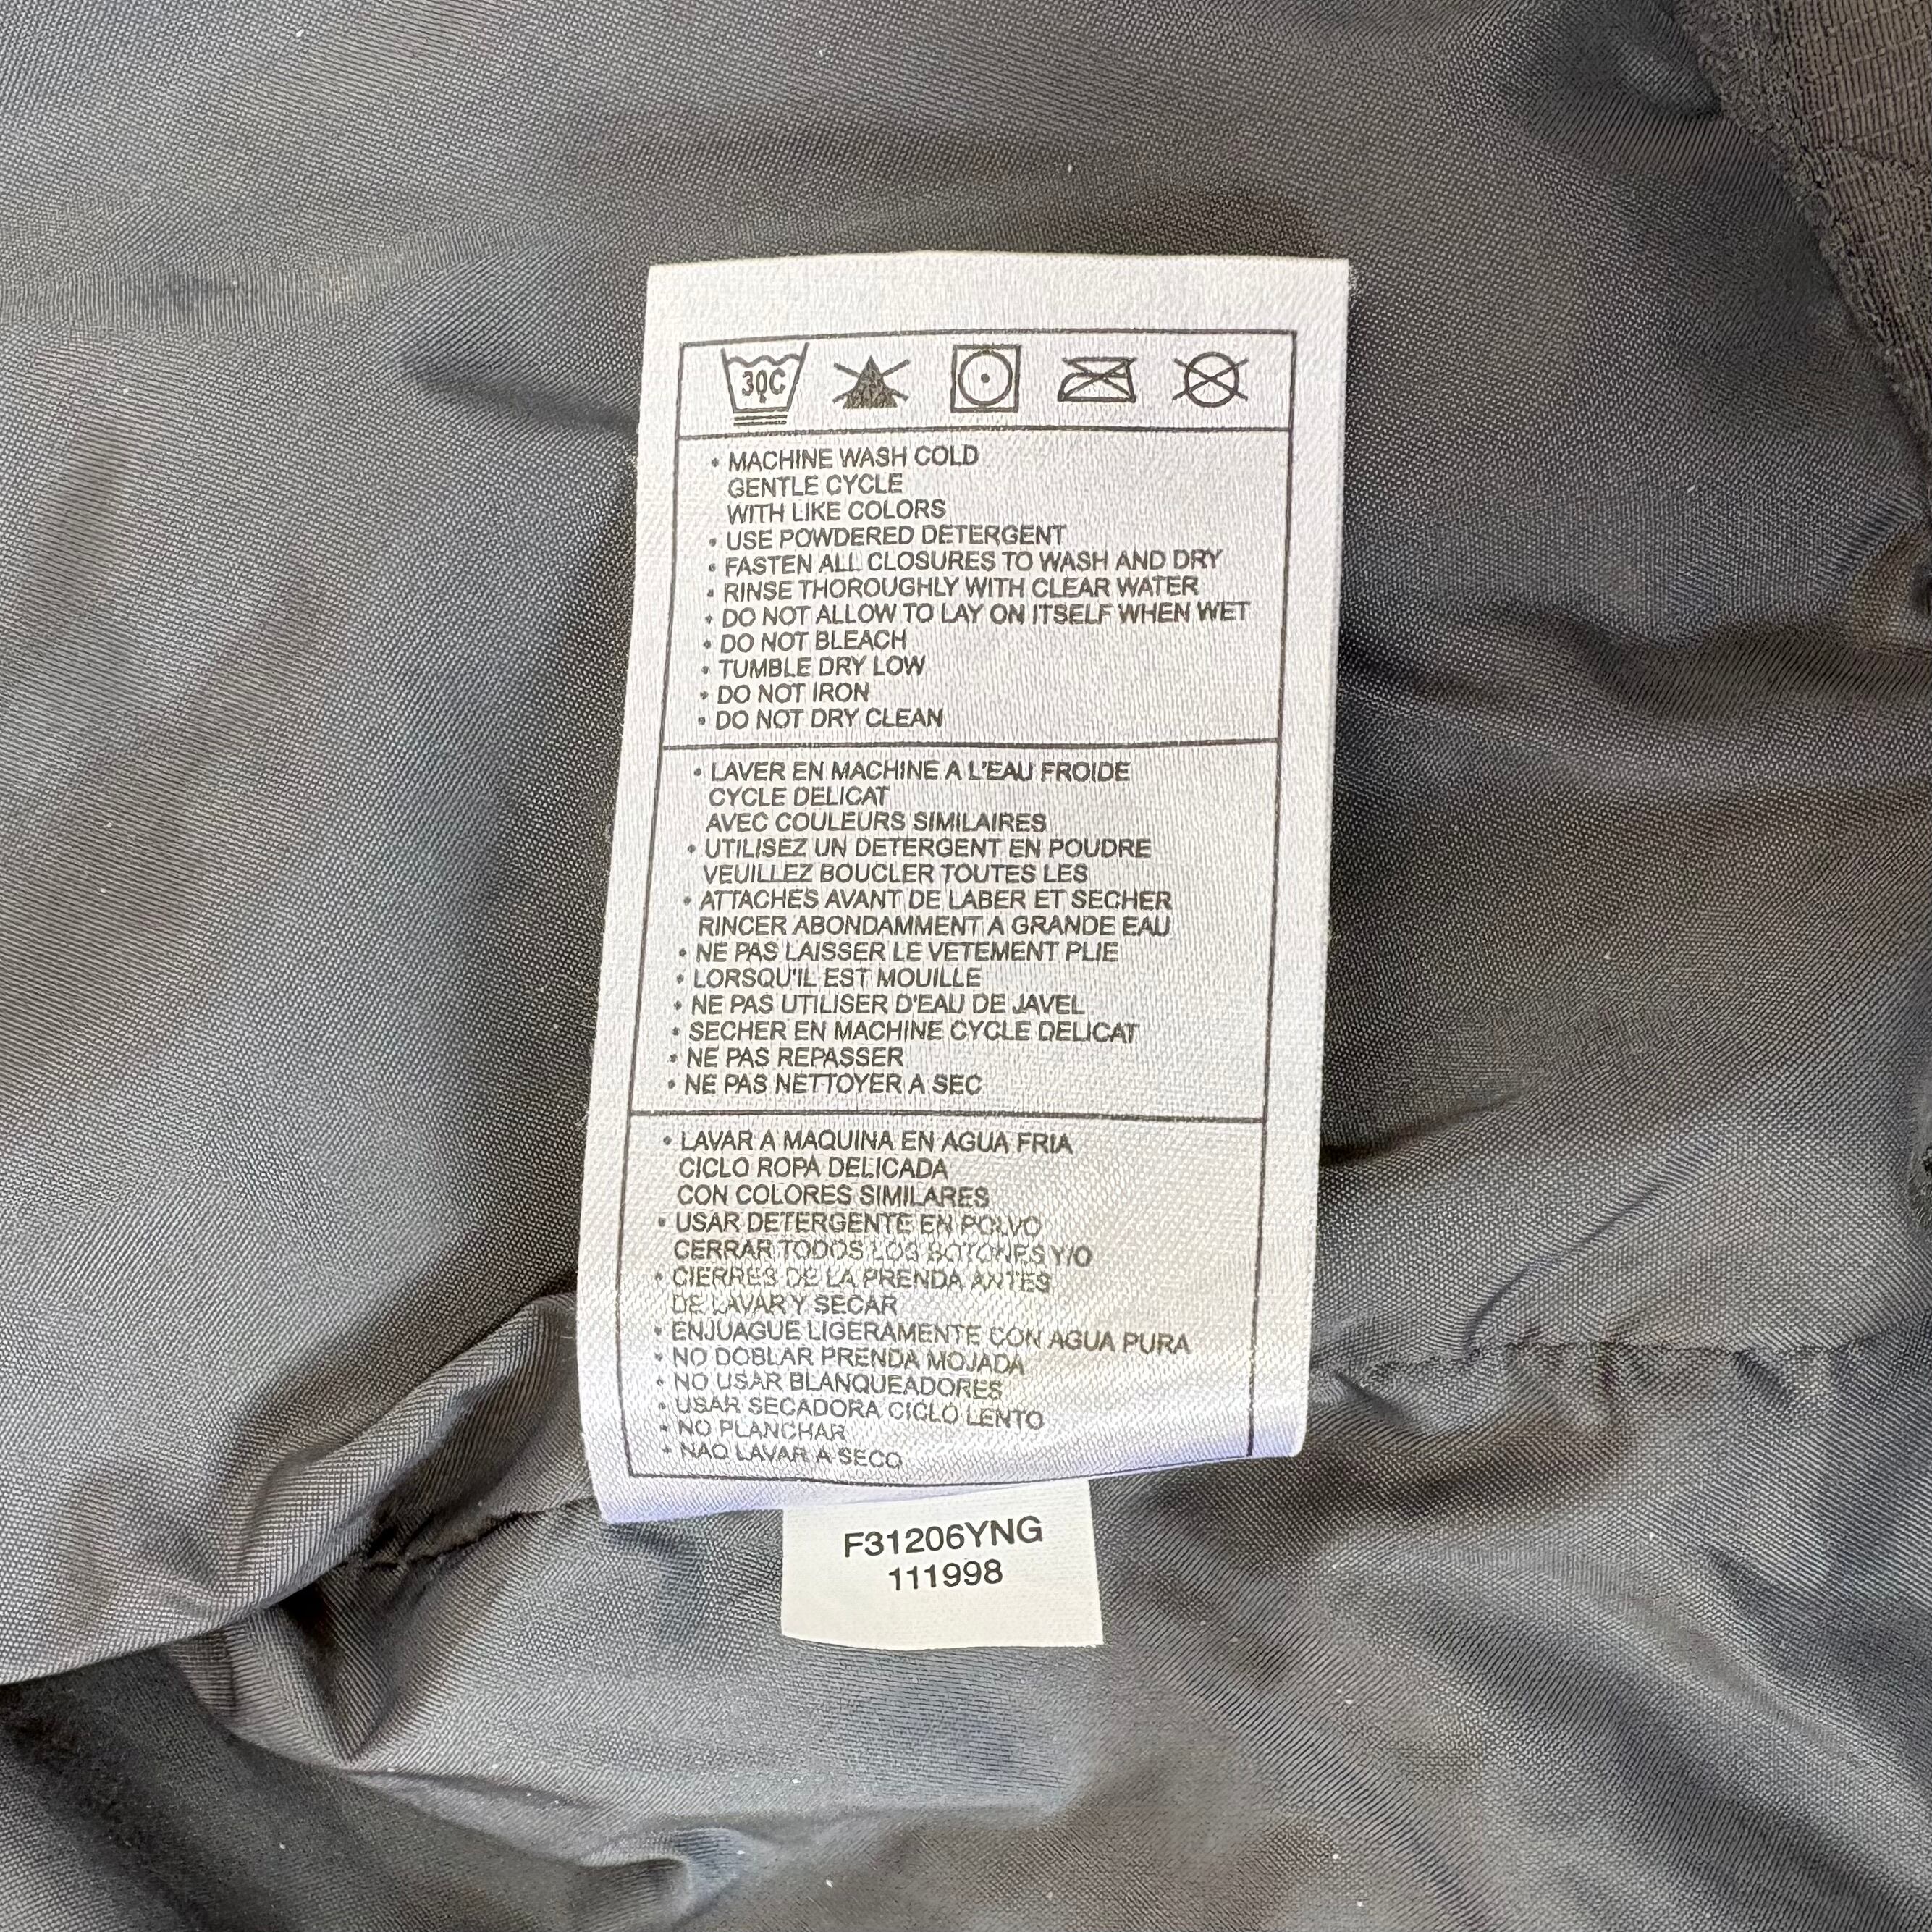 30C
• MACHINE WASH COLD
GENTLE CYCLE
WITH LIKE COLORS
• USE POWDERED DETERGENT
• FASTEN ALL CLOSURES TO WASH AND DRY
• RINSE THOROUGHLY WITH CLEAR WATER
• DO NOT ALLOW TO LAY ON ITSELF WHEN WET
• DO NOT BLEACH
• TUMBLE DRY LOW
• DO NOT IRON
• DO NOT DRY CLEAN
• LAVER EN MACHINE A L'EAU FROIDE
CYCLE DELICAT
AVEC COULEURS SIMILAIRES
• UTILISEZ UN DETERGENT EN POUDRE
VEUILLEZ BOUCLER TOUTES LES
• ATTACHES AVANT DE LABER ET SECHER
RINCER ABONDAMMENT A GRANDE EAU
• NE PAS LAISSER LE VETEMENT PLIE
• LORSQU'IL EST MOUILLE
• NE PAS UTILISER D'EAU DE JAVEL
• SECHER EN MACHINE CYCLE DELICAT
• NE PAS REPASSER
• NE PAS NETTOYER A SEC
• LAVAR A MAQUINA EN AGUA FRIA
CICLO ROPA DELICADA
CON COLORES SIMILARES
• USAR DETERGENTE EN POLVO
CERRAR TODOS LOS BOTONES Y/O
• CIERRES DE LA PRENDA ANTES
DE LAVAR Y SECAR
• ENJUAGUE LIGERAMENTE CON AGUA PURA
• NO DOBLAR PRENDA MOJADA
• NO USAR BLANQUEADORES
• USAR SECADORA CICLO LENTO
• NO PLANCHAR
• NAO LAVAR A SECO
F31206YNG
111998